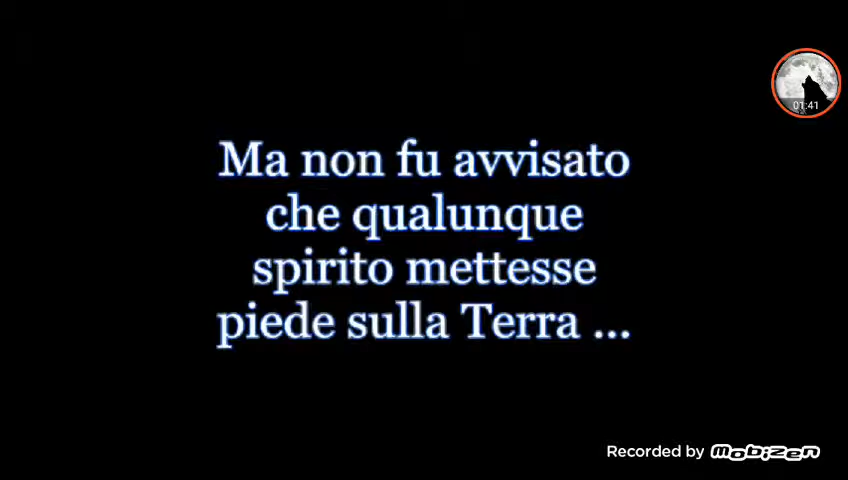 01:41
Ma non fu avvisato
che qualunque
spirito mettesse
piede sulla Terra ...
Recorded by Mobizen